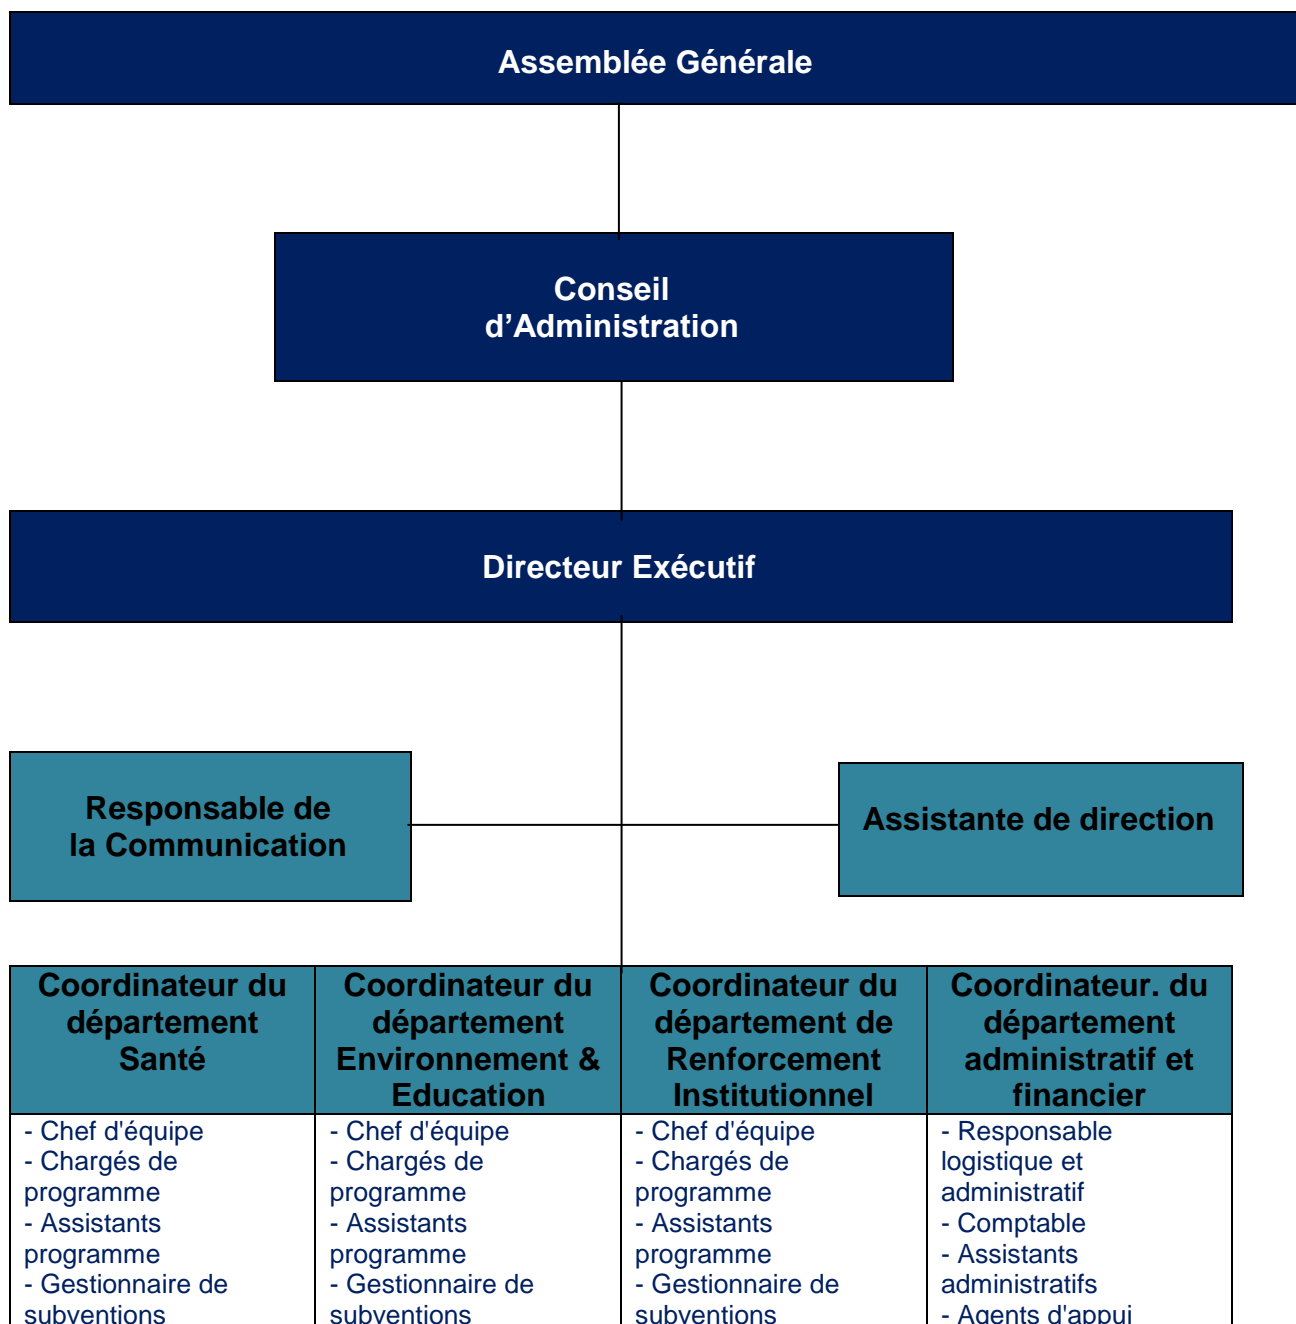 Assemblée Générale
Conseil
d’Administration
Directeur Exécutif
Responsable de
la Communication
Assistante de direction
Coordinateur du
département
Santé
Coordinateur du
département
Environnement &
Education
Coordinateur du
département de
Renforcement
Institutionnel
Coordinateur. du
département
administratif et
financier
- Chef d'équipe
- Chargés de
programme
- Assistants
programme
- Gestionnaire de
subventions
- Chef d'équipe
- Chargés de
programme
- Assistants
programme
- Gestionnaire de
subventions
- Chef d'équipe
- Chargés de
programme
- Assistants
programme
- Gestionnaire de
subventions
- Responsable
logistique et
administratif
- Comptable
- Assistants
administratifs
- Agents d'appui